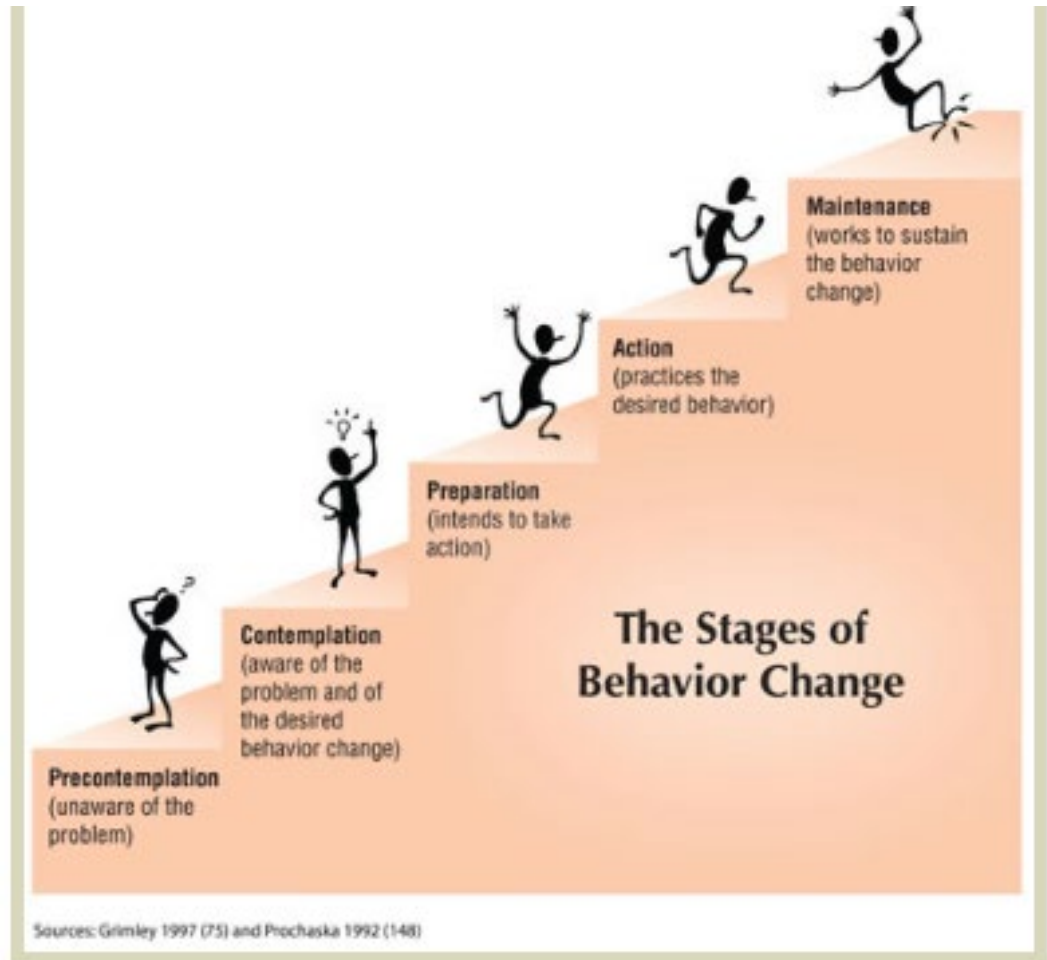 Maintenance
(works to sustain
the behavior
change)
Action
(practices the
desired behavior)
Preparation
(intends to take
action)
Contemplation
(aware of the
problem and of
the desired
behavior change)
Precontemplation
(unaware of the
problem)
The Stages of
Behavior Change
?
Sources: Grimley 1997 (75) and Prochaska 1992 (148)